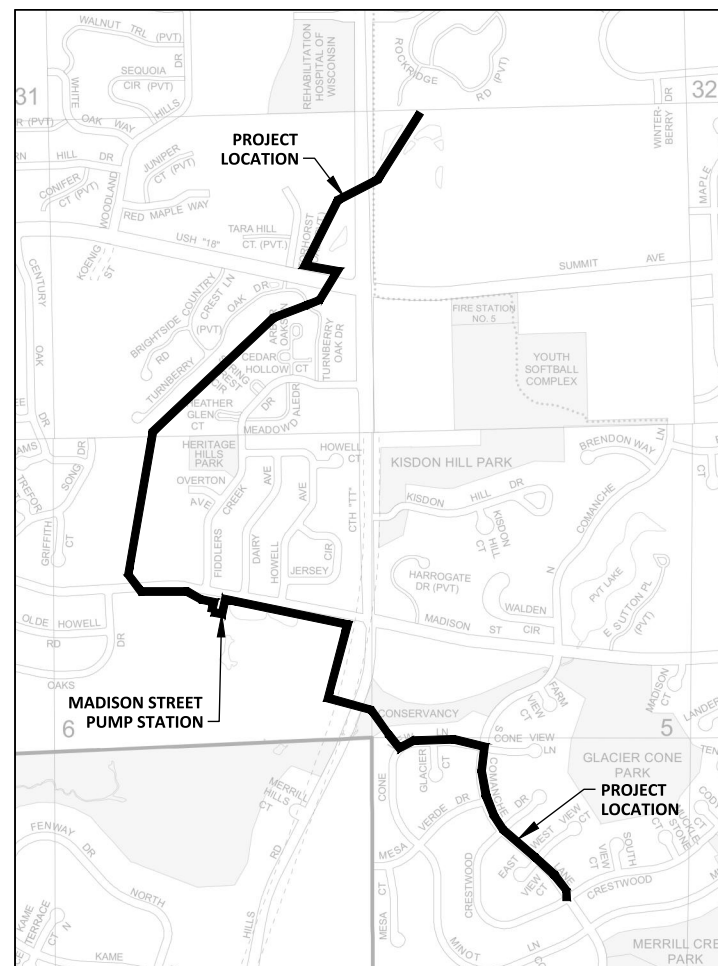 WALNUT TRL (PVT)
SEQUOIA
CIR (PVT)
WHITE
OAK WAY
HILLS
DR
31
REHABILITATION
HOSPITAL OF
WISCONSIN
ROCKRIDGE
RD (PVT)
32
WINTER-
BERRY DR
MAPLE
PROJECT
LOCATION
HILL DR
JUNIPER
CT (PVT)
CONIFER
CT (PVT)
WOODLAND
RED MAPLE WAY
TARA HILL
CT. (PVT.)
USH "18"
KOENIG
ST
SUMMIT AVE
CENTURY
OAK
DR
BRIGHTSIDE COUNTRY
CREST LN
(PVT)
RD
TURNBERRY
OAK DR
TURNBERRY
OAK DR
CEDAR
HOLLOW CT
HEATHER
GLEN
CT
MEADOW
DR
FIRE STATION
NO. 5
YOUTH
SOFTBALL
COMPLEX
HERITAGE
HILLS
PARK
HOWELL
CT
KISDON HILL PARK
BRENDON WAY
LN
COMANCHE
N
SONG
DR
TREFOR
GRIFFITH
CT
OVERTON
AVE
FIDDLERS
CREEK
DR
DAIRY
AVE
HOWELL
AVE
JERSEY
CIR
CTH "TT"
KISDON HILL DR
KISDON
HILL
CT
HARROGATE
DR (PVT)
WALDEN
CIR
MADISON ST
PVT LAKE
E SUTTON PL
(PVT)
OLDE HOWELL
RD
DR
OAKS
MADISON STREET
PUMP STATION
6
CONSERVANCY
FARM
VIEW
CT
MADISON
CT
5
S
COMANCHE
LANE
CONE VIEW
LN
LN
GLACIER
CT
CONE
GLACIER CONE
PARK
PROJECT
LOCATION
MERRILL
HILLS
CT
RD
HILLS
MESA VERDE DR
WEST VIEW
CT
EAST
VIEW
CT
SOUTH
VIEW
CT
CRESTWOOD
CRESTWOOD
FENWAY
DR
NORTH
KAME
TERRACE
CT N
KAME
MESA
CT
MINOT
LN
MERRILL CRE
PARK